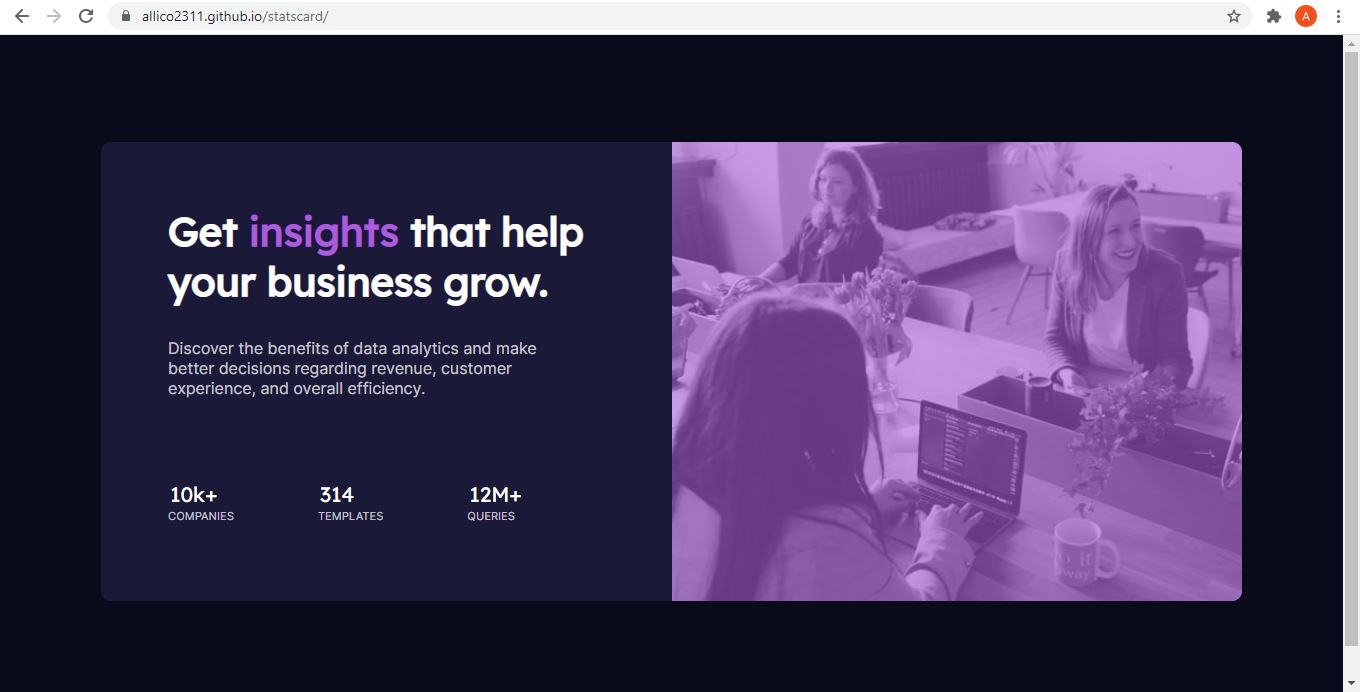 allico2311.github.io/statscard/
A
Get insights that help
your business grow.
Discover the benefits of data analytics and make
better decisions regarding revenue, customer
experience, and overall efficiency.
10k+ 314 12M+
COMPANIES TEMPLATES QUERIES